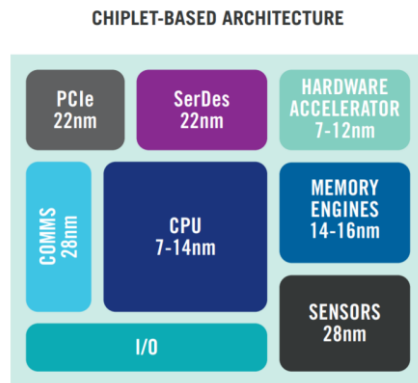 CHIPLET-BASED ARCHITECTURE
PCIe
22nm
SerDes
22nm
HARDWARE
ACCELERATOR
7-12nm
COMMS
28nm
CPU
7-14nm
MEMORY
ENGINES
14-16nm
SENSORS
28nm
I/O